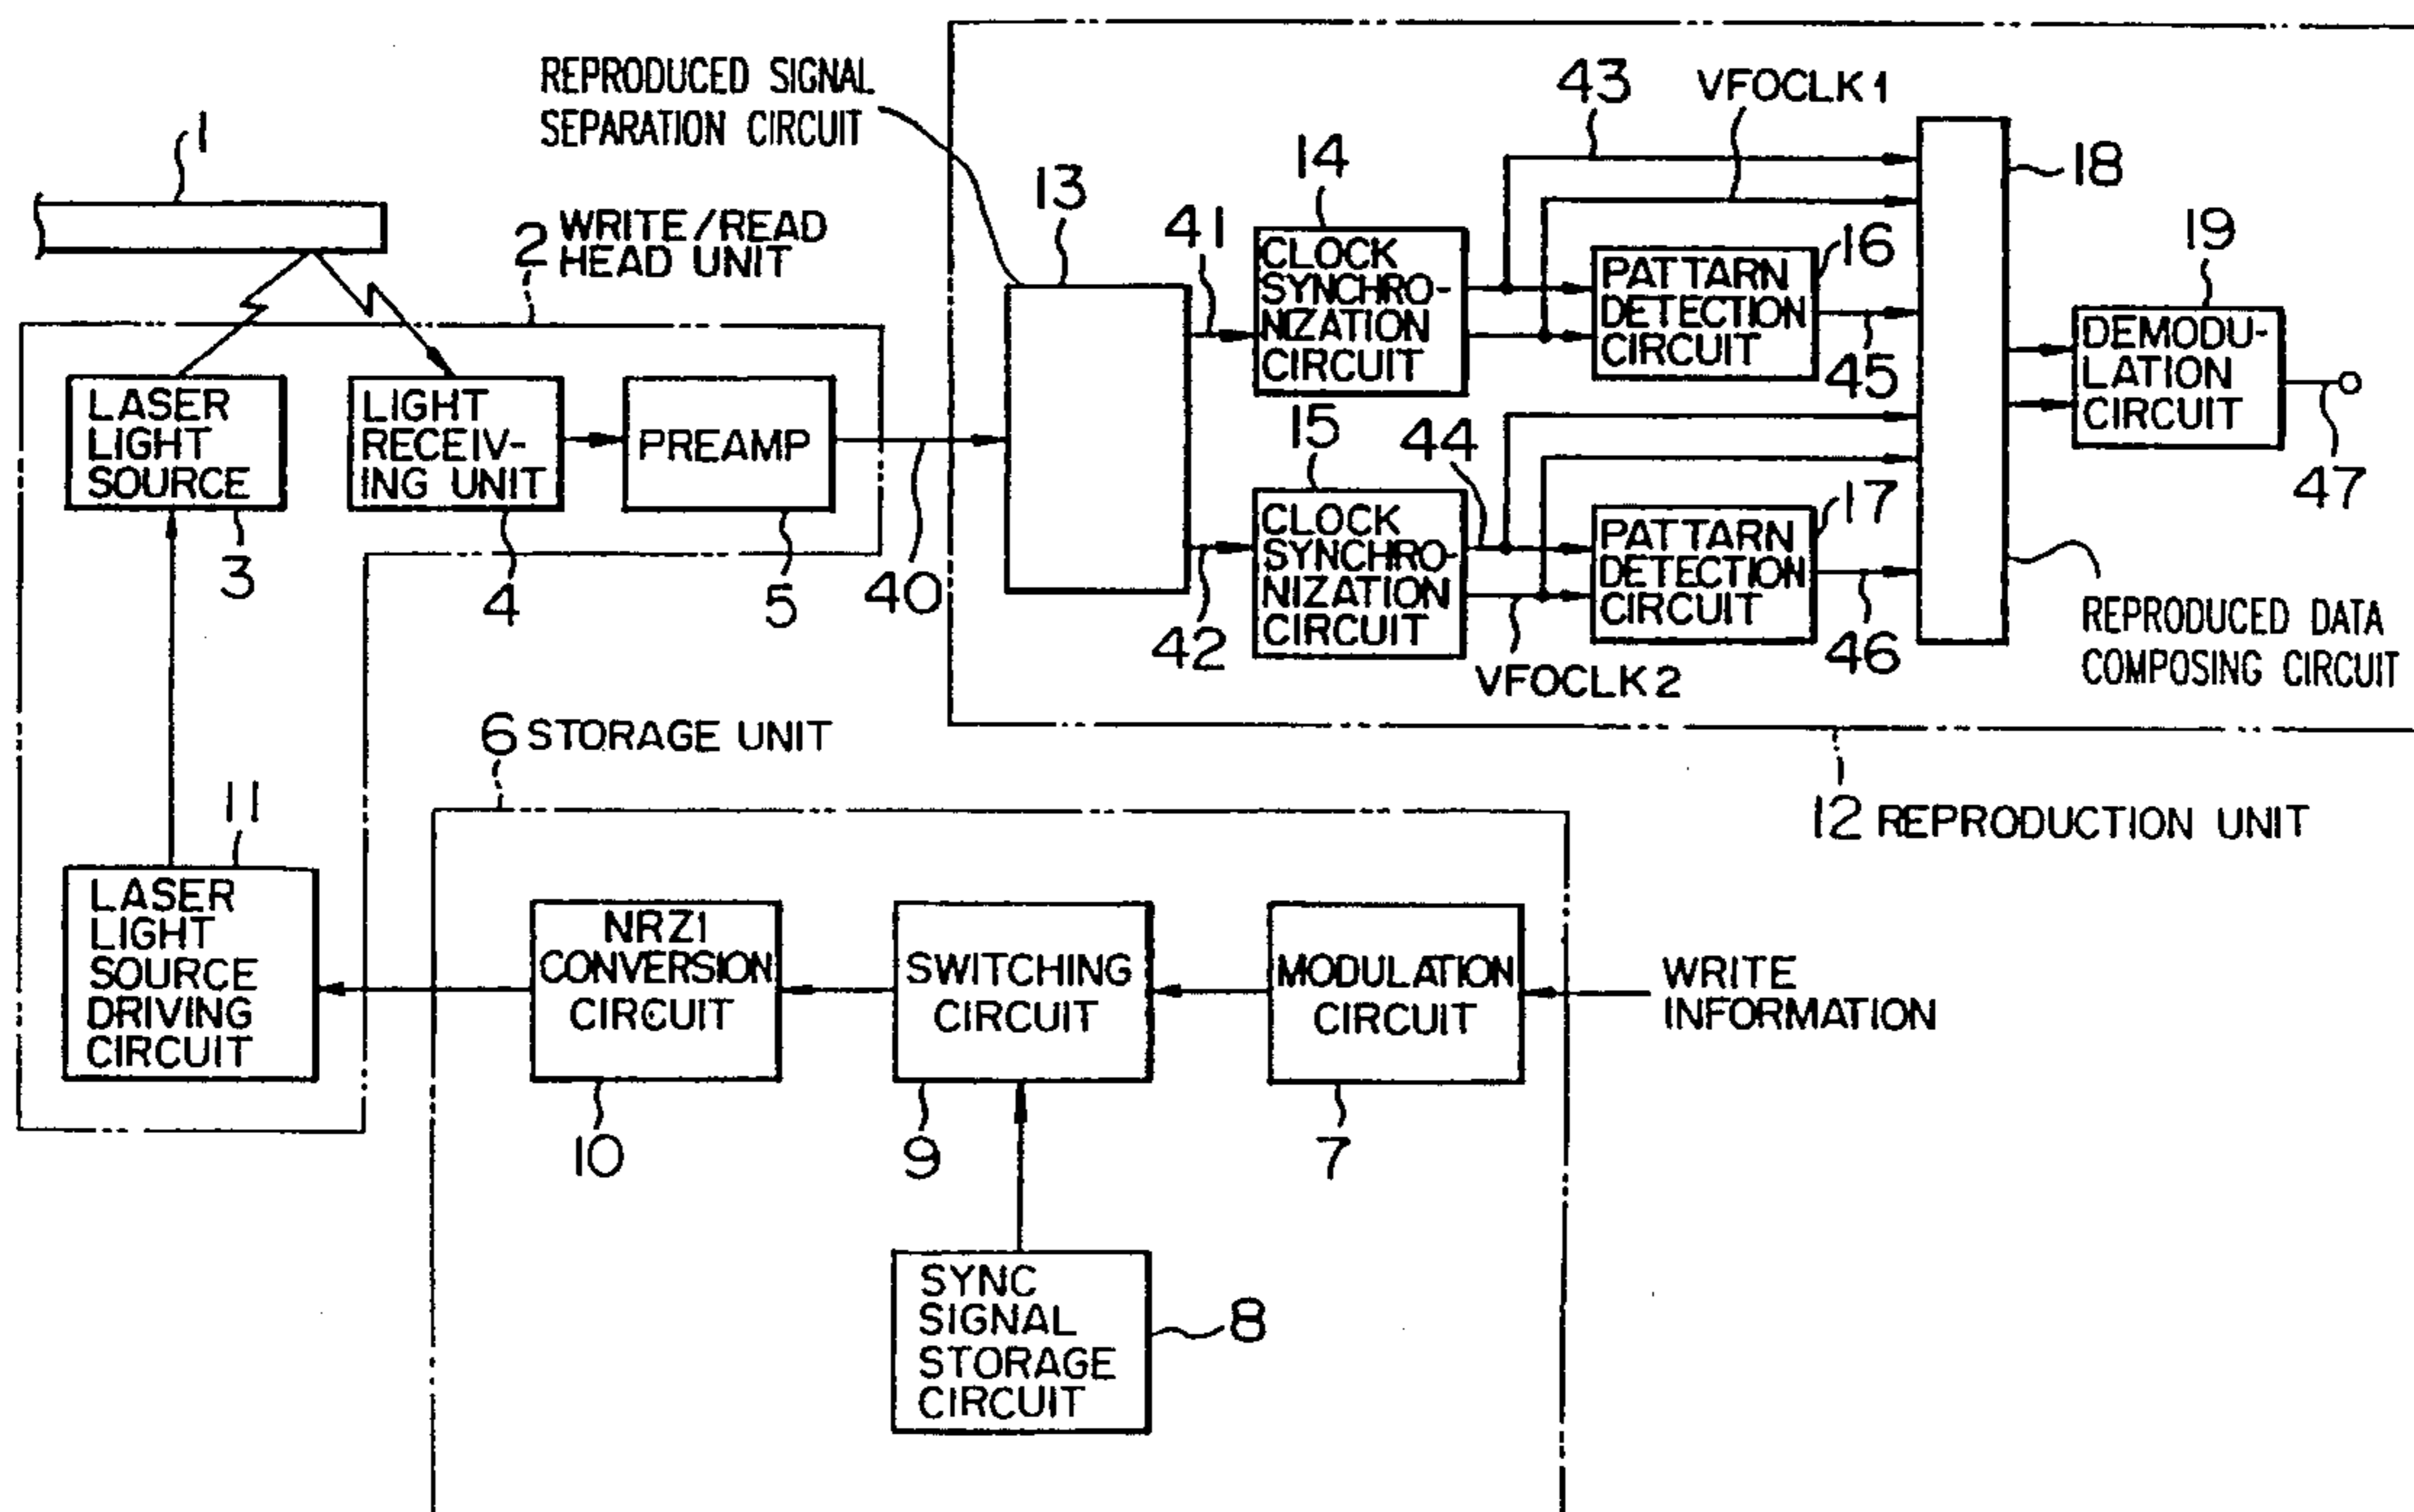 REPRODUCED SIGNAL
SEPARATION CIRCUIT
1
2 WRITE/READ
HEAD UNIT
LASER
LIGHT
SOURCE
3
LIGHT
RECEIV-
ING UNIT
4
PREAMP
5
40
13
41
42
14
CLOCK
SYNCHRO-
NIZATION
CIRCUIT
15
CLOCK
SYNCHRO-
NIZATION
CIRCUIT
43
VFOCLK 1
44
VFOCLK 2
PATTARN
DETECTION
CIRCUIT
16
45
PATTARN
DETECTION
CIRCUIT
17
46
18
REPRODUCED DATA
COMPOSING CIRCUIT
19
DEMODU-
LATION
CIRCUIT
47
12 REPRODUCTION UNIT
6 STORAGE UNIT
11
LASER
LIGHT
SOURCE
DRIVING
CIRCUIT
NRZ1
CONVERSION
CIRCUIT
10
SWITCHING
CIRCUIT
9
MODULATION
CIRCUIT
7
WRITE
INFORMATION
SYNC
SIGNAL
STORAGE
CIRCUIT
8